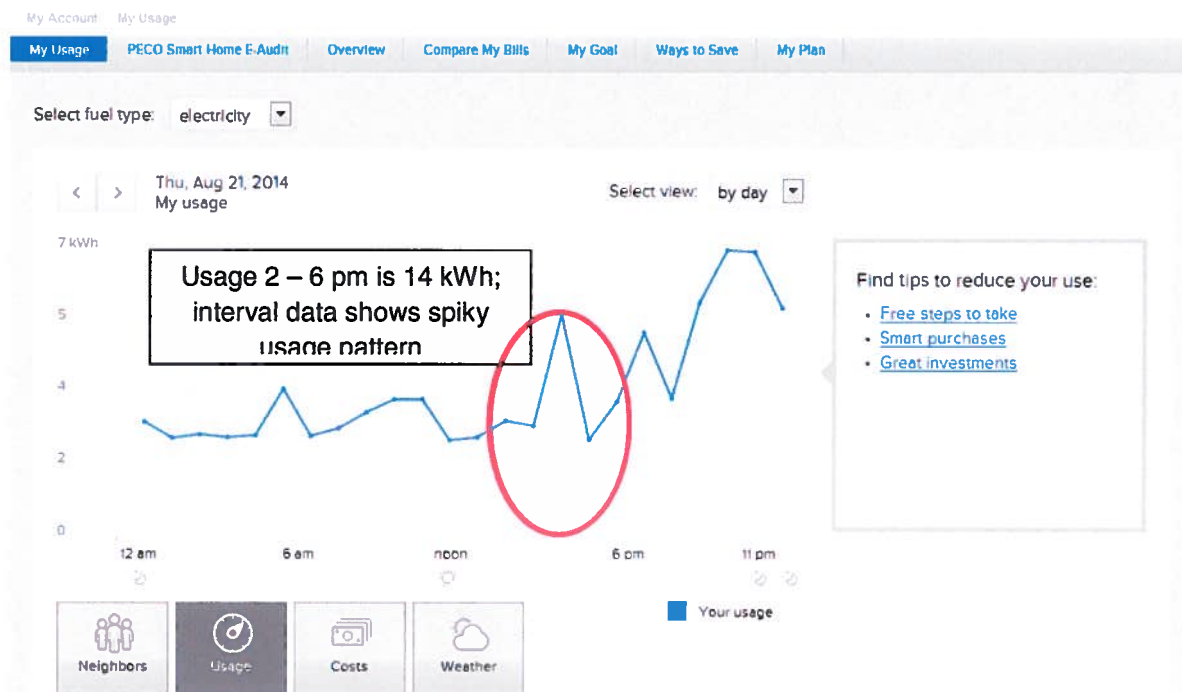 My Account My Usage
My Usage PECO Smart Home E-Audit Overview Compare My Bills My Goal Ways to Save My Plan
Select fuel type: electricity
Thu, Aug 21, 2014
My usage
Select view: by day
7 kWh
5
4
2
0
Usage 2 – 6 pm is 14 kWh;
interval data shows spiky
usage pattern
Find tips to reduce your use:
• Free steps to take
• Smart purchases
• Great investments
12 am 6 am noon 6 pm 11 pm
Your usage
Neighbors Usage Costs Weather